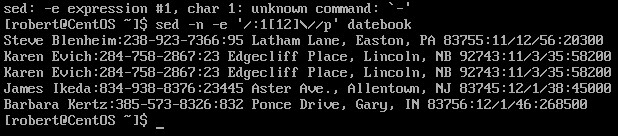 sed: -e expression #1, char 1: unknown command: `-'
[robert@CentOS ~]$ sed -n -e '/:1[12]\//p' datebook
Steve Blenheim:238-923-7366:95 Latham Lane, Easton, PA 83755:11/12/56:20300
Karen Evich:284-758-2867:23 Edgecliff Place, Lincoln, NB 92743:11/3/35:58200
Karen Evich:284-758-2867:23 Edgecliff Place, Lincoln, NB 92743:11/3/35:58200
James Ikeda:834-938-8376:23445 Aster Ave., Allentown, NJ 83745:12/1/38:45000
Barbara Kertz:385-573-8326:832 Ponce Drive, Gary, IN 83756:12/1/46:268500
[robert@CentOS ~]$ _